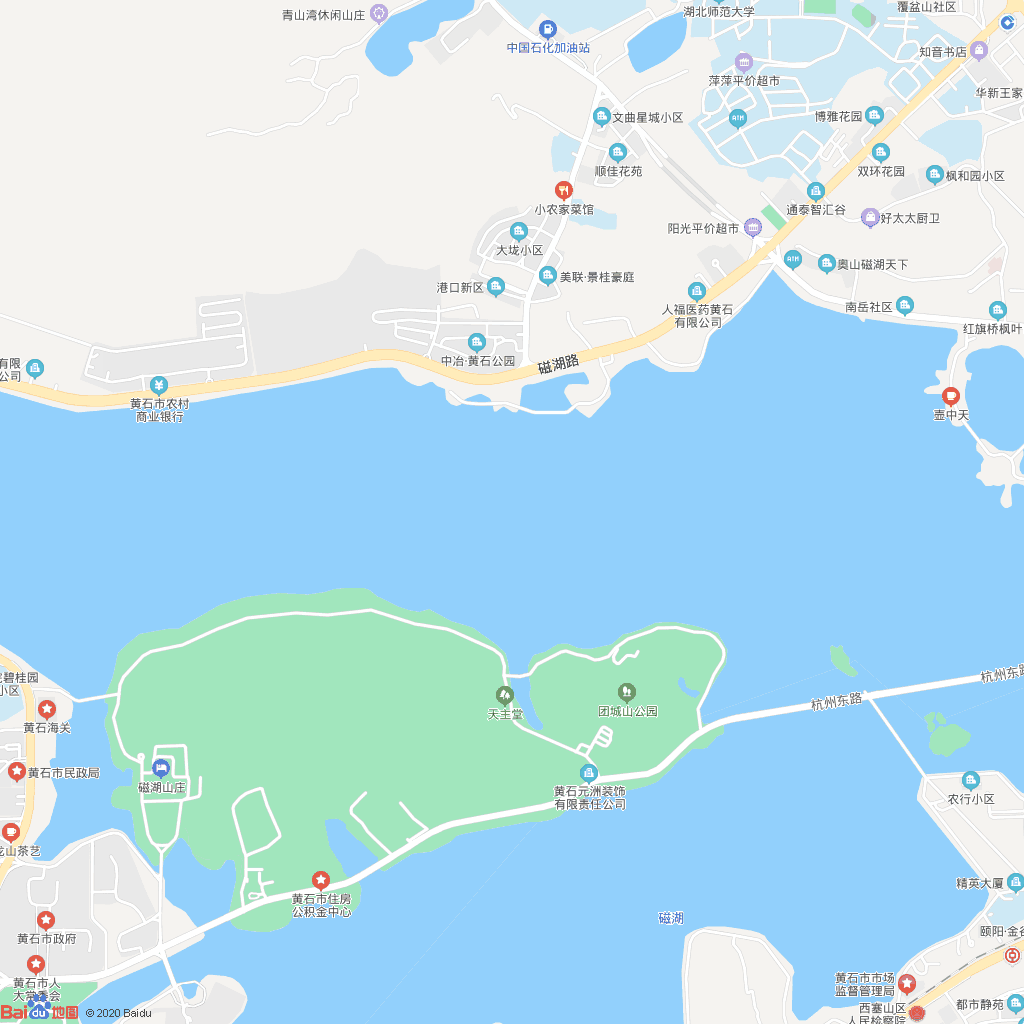 青山湾休闲山庄
湖北师范大学
覆盆山社区
中国石化加油站
知音书店
萍萍平价超市
华新王家
文曲星城小区
博雅花园
顺佳花苑
双环花园
枫和园小区
小农家菜馆
通泰智汇谷
好太太厨卫
阳光平价超市
大垅小区
奥山磁湖天下
美联·景桂豪庭
港口新区
南岳社区
人福医药黄石
有限公司
红旗桥枫叶
中冶·黄石公园
磁湖路
有限
公司
黄石市农村
商业银行
壶中天
碧桂园
小区
杭州东路
杭州东路
黄石海关
天主堂
团城山公园
黄石市民政局
磁湖山庄
黄石元洲装饰
有限责任公司
农行小区
龙山茶艺
精英大厦
黄石市住房
公积金中心
磁湖
黄石市政府
颐阳·金谷
黄石市人
大常委会
黄石市市场
监督管理局
西塞山区
人民检察院
都市静苑
Bai du 地图
© 2020 Baidu
ATM
ATM